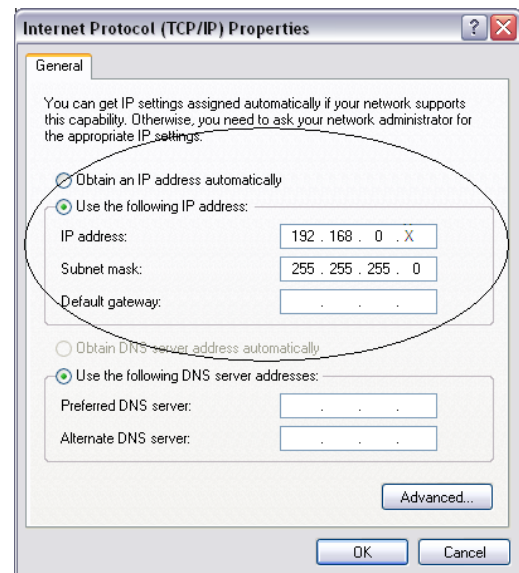 Internet Protocol (TCP/IP) Properties
General
You can get IP settings assigned automatically if your network supports
this capability. Otherwise, you need to ask your network administrator for
the appropriate IP settings.
Obtain an IP address automatically
Use the following IP address:
IP address: 192 . 168 . 0 . X
Subnet mask: 255 . 255 . 255 . 0
Default gateway: . . .
Obtain DNS server address automatically
Use the following DNS server addresses:
Preferred DNS server: . . .
Alternate DNS server: . . .
Advanced...
OK Cancel